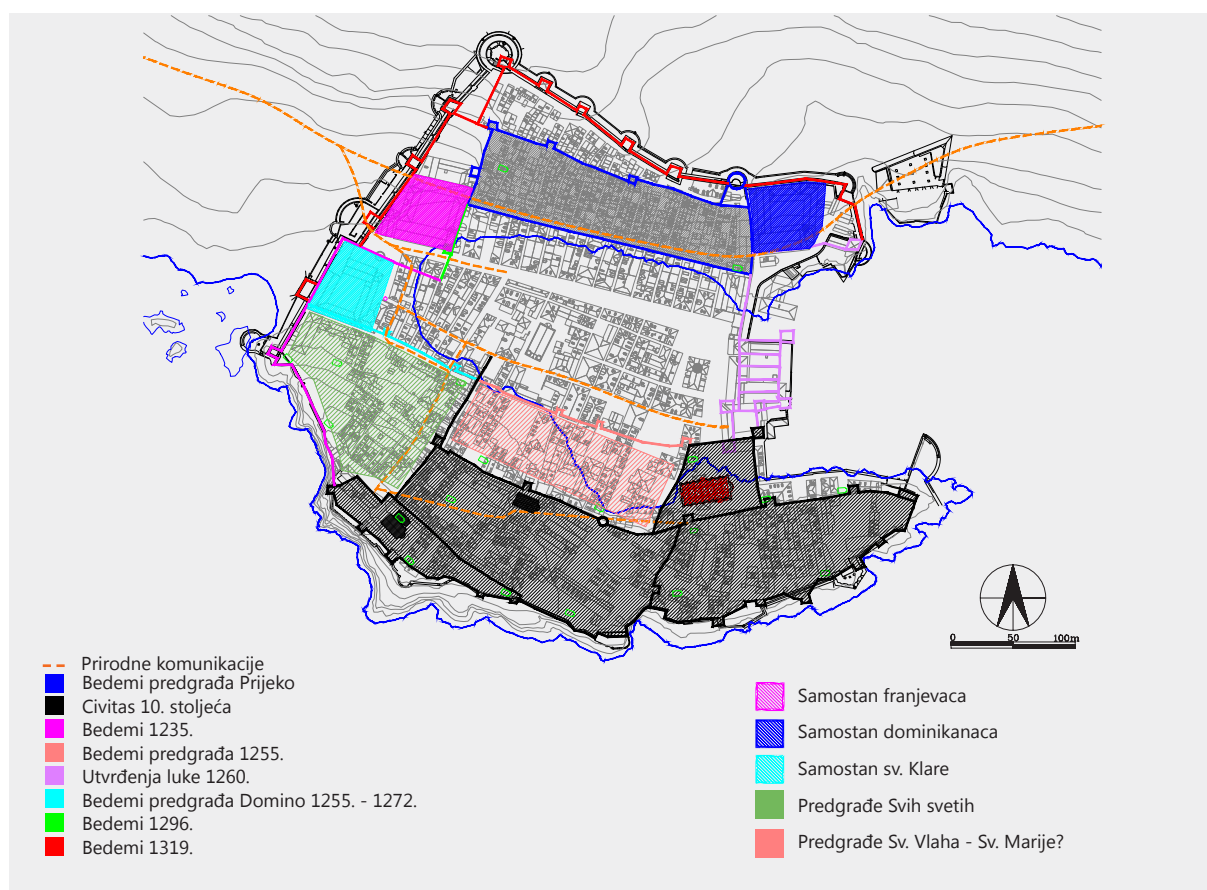 0 50 100m
Prirodne komunikacije
Bedemi predgrađa Prijeko
Civitas 10. stoljeća
Bedemi 1235.
Bedemi predgrađa 1255.
Utvrđenja luke 1260.
Bedemi predgrađa Domino 1255. - 1272.
Bedemi 1296.
Bedemi 1319.
Samostan franjevaca
Samostan dominikanaca
Samostan sv. Klare
Predgrađe Svih svetih
Predgrađe Sv. Vlaha - Sv. Marije?